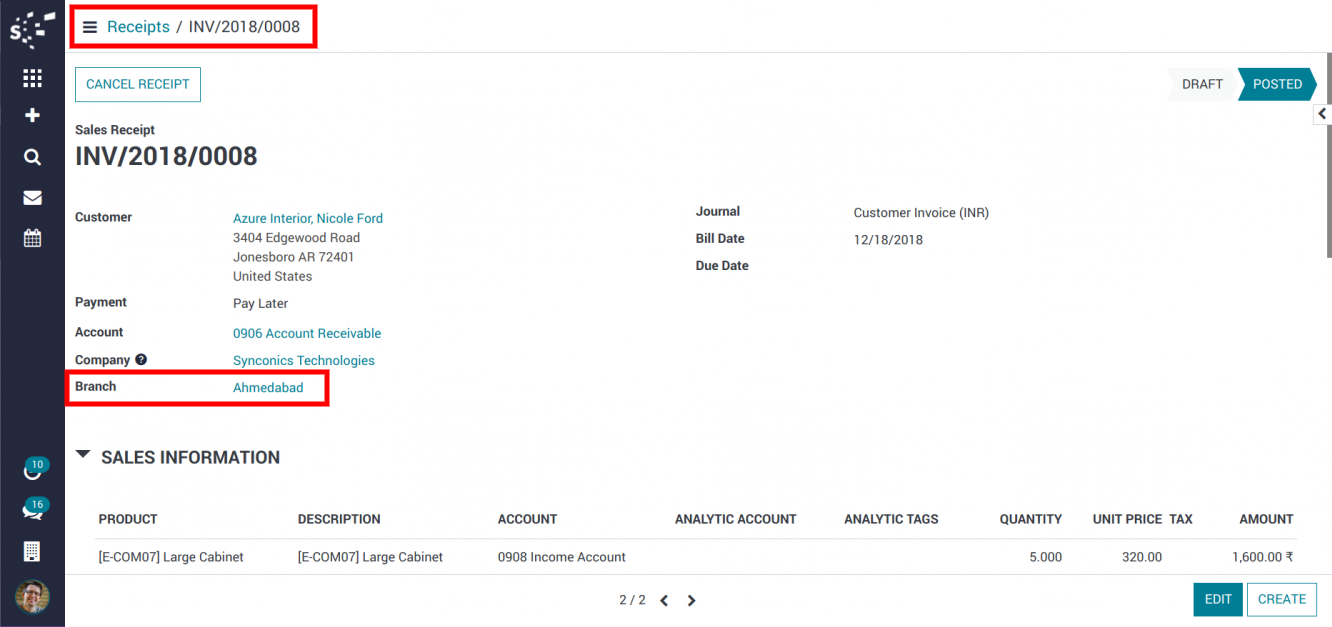 Receipts / INV/2018/0008
CANCEL RECEIPT
DRAFT
POSTED
Sales Receipt
INV/2018/0008
Customer
Azure Interior, Nicole Ford
3404 Edgewood Road
Jonesboro AR 72401
United States
Payment
Pay Later
Account
0906 Account Receivable
Company ?
Synconics Technologies
Branch
Ahmedabad
Journal
Customer Invoice (INR)
Bill Date
12/18/2018
Due Date
SALES INFORMATION
PRODUCT DESCRIPTION ACCOUNT ANALYTIC ACCOUNT ANALYTIC TAGS QUANTITY UNIT PRICE TAX AMOUNT
[E-COM07] Large Cabinet [E-COM07] Large Cabinet 0908 Income Account 5.000 320.00 1,600.00 ₹
2 / 2
EDIT
CREATE
S
10
16